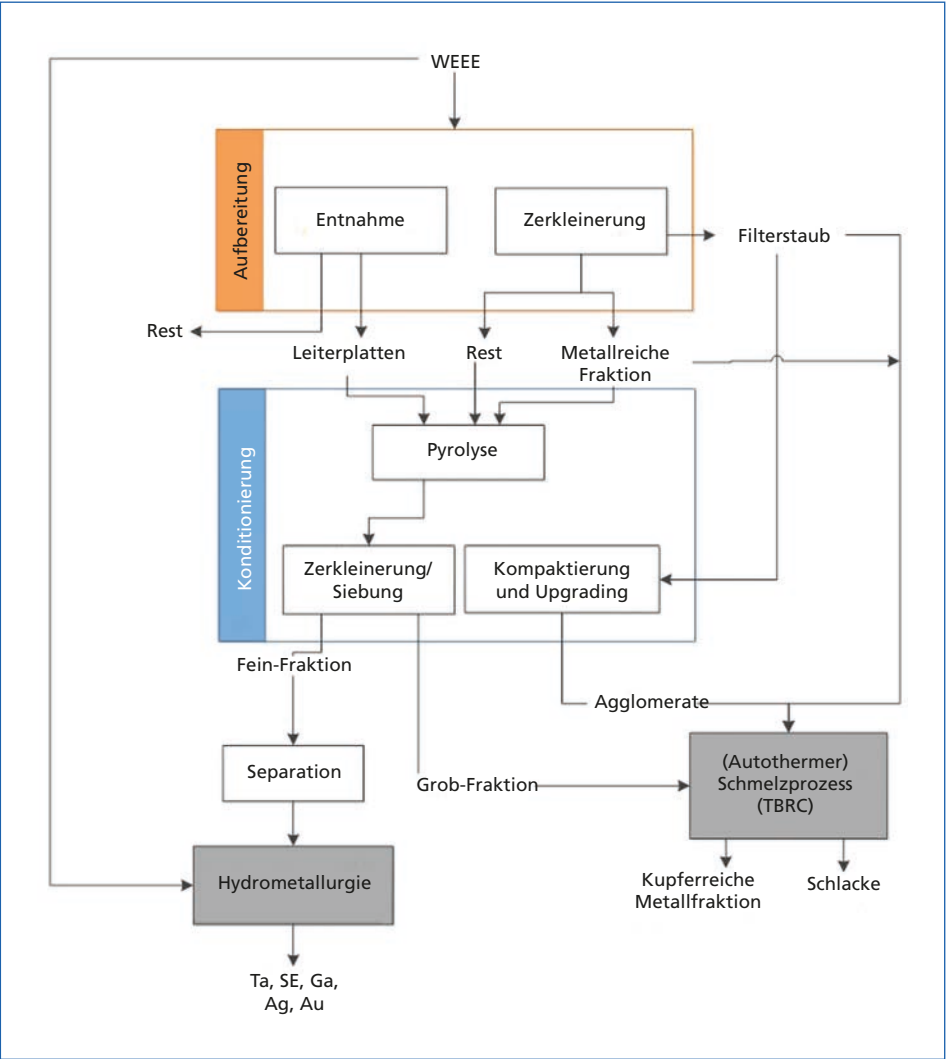 WEEE
Aufbereitung
Entnahme
Zerkleinerung
Filterstaub
Rest
Leiterplatten
Rest
Metallreiche
Fraktion
Konditionierung
Pyrolyse
Zerkleinerung/
Siebung
Kompaktierung
und Upgrading
Fein-Fraktion
Agglomerate
Separation
Grob-Fraktion
(Autothermer)
Schmelzprozess
(TBRC)
Hydrometallurgie
Kupferreiche
Metallfraktion
Schlacke
Ta, SE, Ga,
Ag, Au